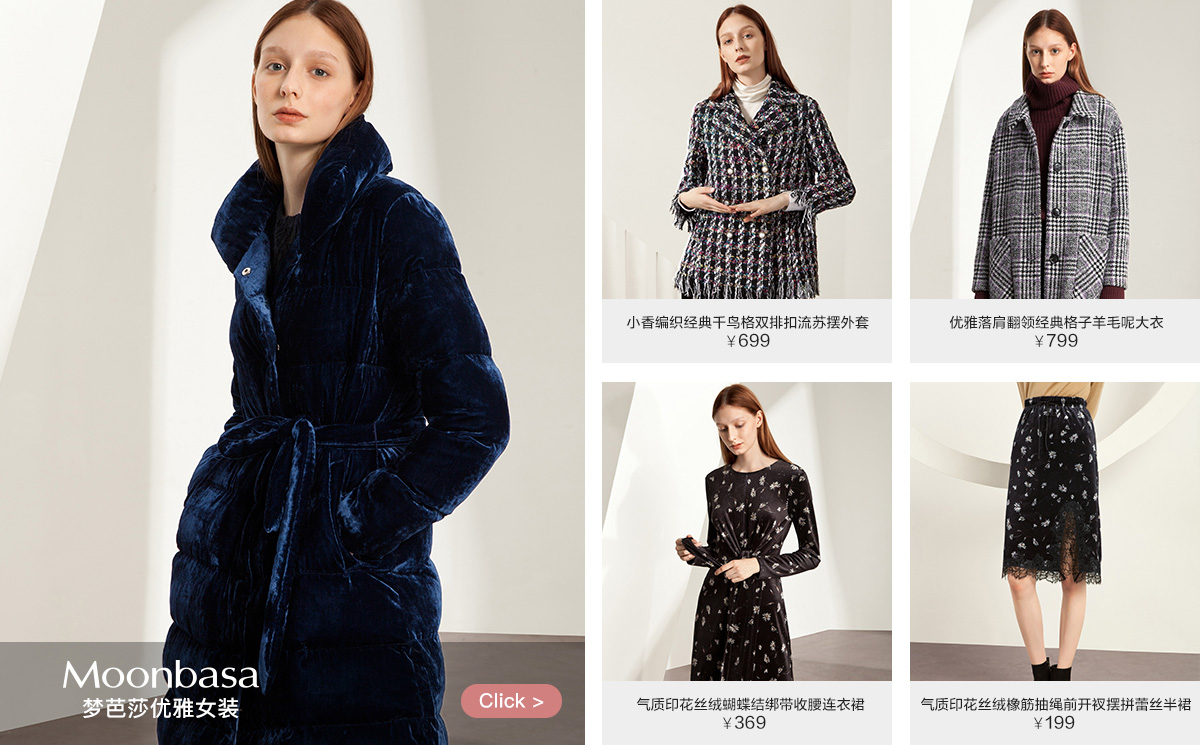 Moonbasa
梦芭莎优雅女装
Click >
小香编织经典千鸟格双排扣流苏摆外套
¥699
优雅落肩翻领经典格子羊毛呢大衣
¥799
气质印花丝绒蝴蝶结绑带收腰连衣裙
¥369
气质印花丝绒橡筋抽绳前开衩摆拼蕾丝半裙
¥199